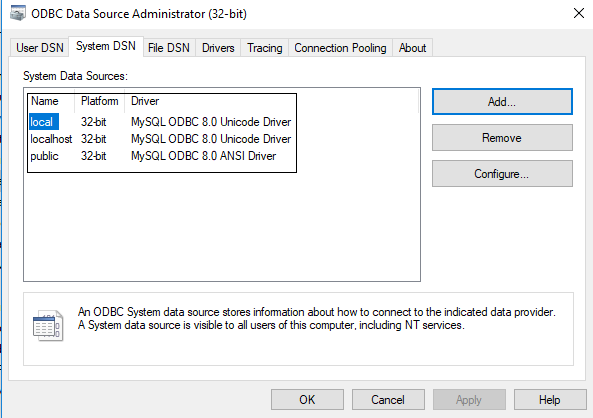 ODBC Data Source Administrator (32-bit)
User DSN System DSN File DSN Drivers Tracing Connection Pooling About
System Data Sources:
Name Platform Driver
local 32-bit MySQL ODBC 8.0 Unicode Driver
localhost 32-bit MySQL ODBC 8.0 Unicode Driver
public 32-bit MySQL ODBC 8.0 ANSI Driver
Add...
Remove
Configure...
An ODBC System data source stores information about how to connect to the indicated data provider.
A System data source is visible to all users of this computer, including NT services.
OK Cancel Apply Help